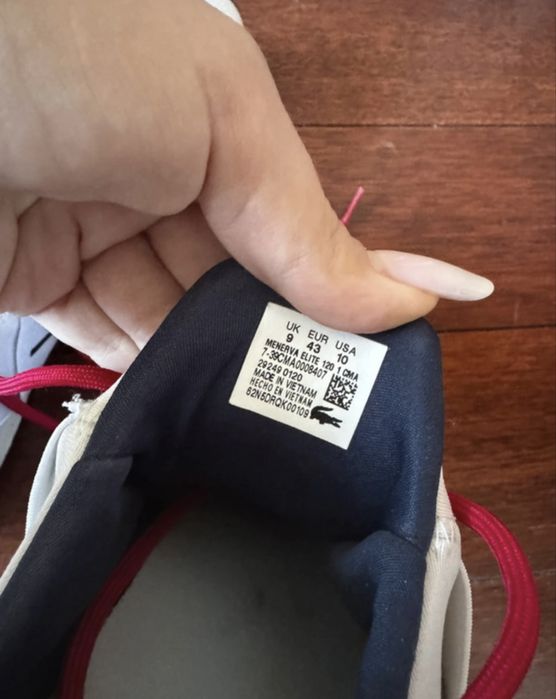 UK EUR USA
9 43 10
MENERVA ELITE 120 1 CMA
7-39CMA0008407
29249 0120
MADE IN VIETNAM
HECHO EN VIETNAM
62N5DRQK00109